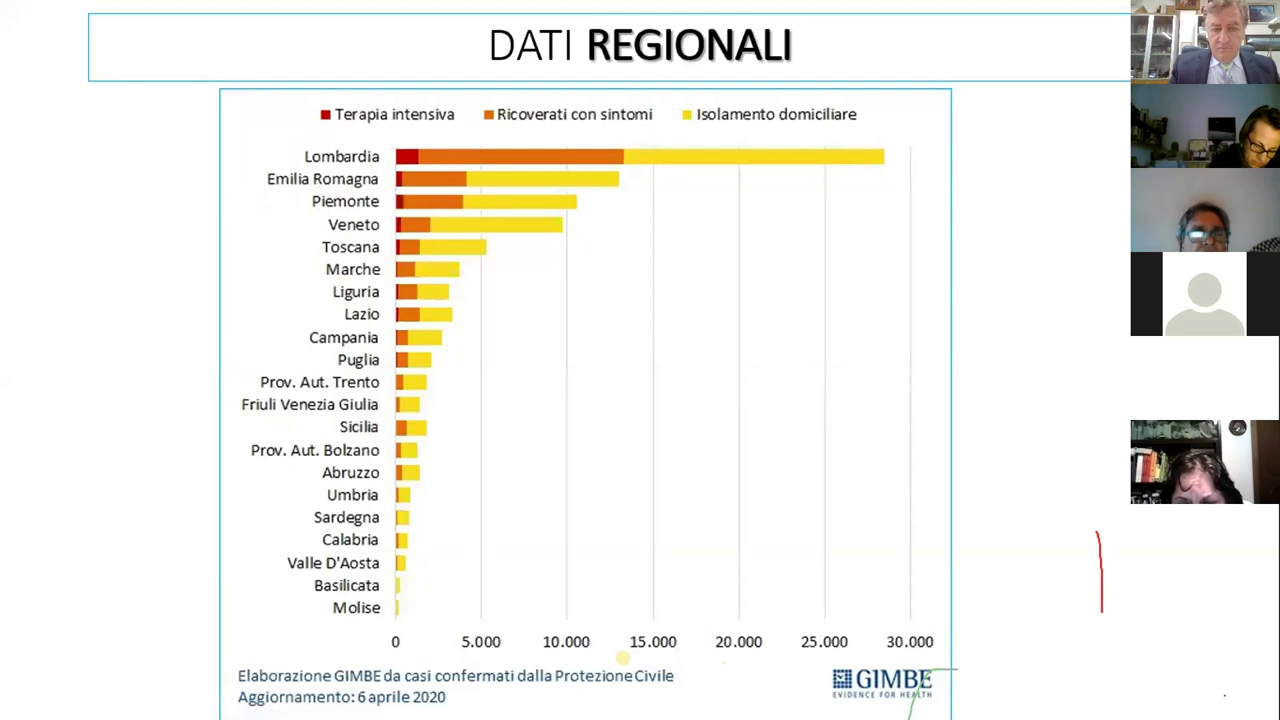 DATI REGIONALI
Terapia intensiva Ricoverati con sintomi Isolamento domiciliare
Lombardia
Emilia Romagna
Piemonte
Veneto
Toscana
Marche
Liguria
Lazio
Campania
Puglia
Prov. Aut. Trento
Friuli Venezia Giulia
Sicilia
Prov. Aut. Bolzano
Abruzzo
Umbria
Sardegna
Calabria
Valle D'Aosta
Basilicata
Molise
0 5.000 10.000 15.000 20.000 25.000 30.000
Elaborazione GIMBE da casi confermati dalla Protezione Civile
Aggiornamento: 6 aprile 2020
GIMBE
EVIDENCE FOR HEALTH